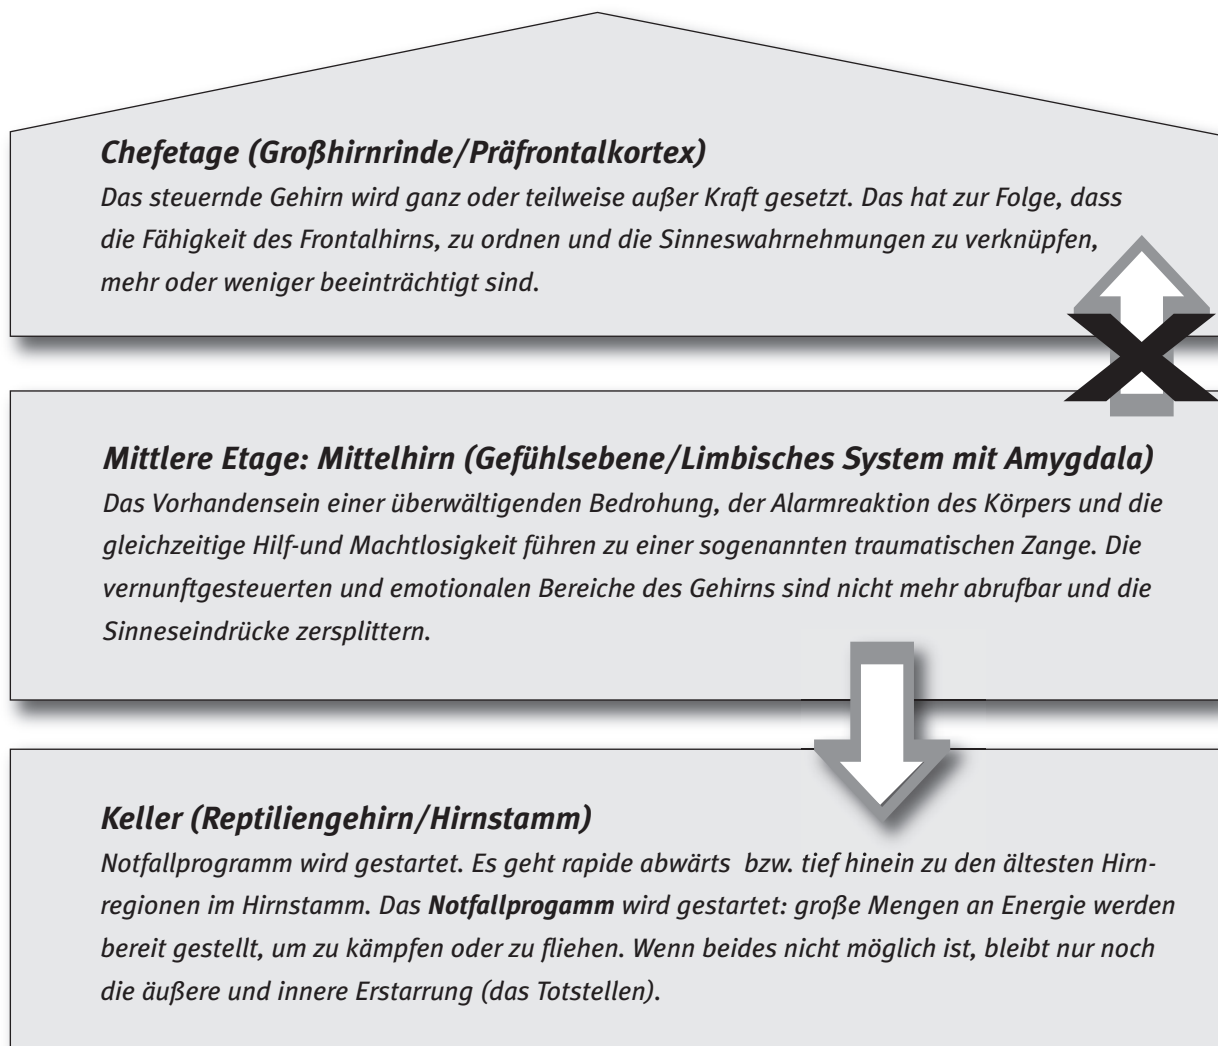 Chefetage (Großhirnrinde/Präfrontalkortex)
Das steuernde Gehirn wird ganz oder teilweise außer Kraft gesetzt. Das hat zur Folge, dass
die Fähigkeit des Frontalhirns, zu ordnen und die Sinneswahrnehmungen zu verknüpfen,
mehr oder weniger beeinträchtigt sind.
Mittlere Etage: Mittelhirn (Gefühlsebene/Limbisches System mit Amygdala)
Das Vorhandensein einer überwältigenden Bedrohung, der Alarmreaktion des Körpers und die
gleichzeitige Hilf-und Machtlosigkeit führen zu einer sogenannten traumatischen Zange. Die
vernunftgesteuerten und emotionalen Bereiche des Gehirns sind nicht mehr abrufbar und die
Sinneseindrücke zersplittern.
Keller (Reptiliengehirn/Hirnstamm)
Notfallprogramm wird gestartet. Es geht rapide abwärts  bzw. tief hinein zu den ältesten Hirn-
regionen im Hirnstamm. Das Notfallprogamm wird gestartet: große Mengen an Energie werden
bereit gestellt, um zu kämpfen oder zu fliehen. Wenn beides nicht möglich ist, bleibt nur noch
die äußere und innere Erstarrung (das Totstellen).